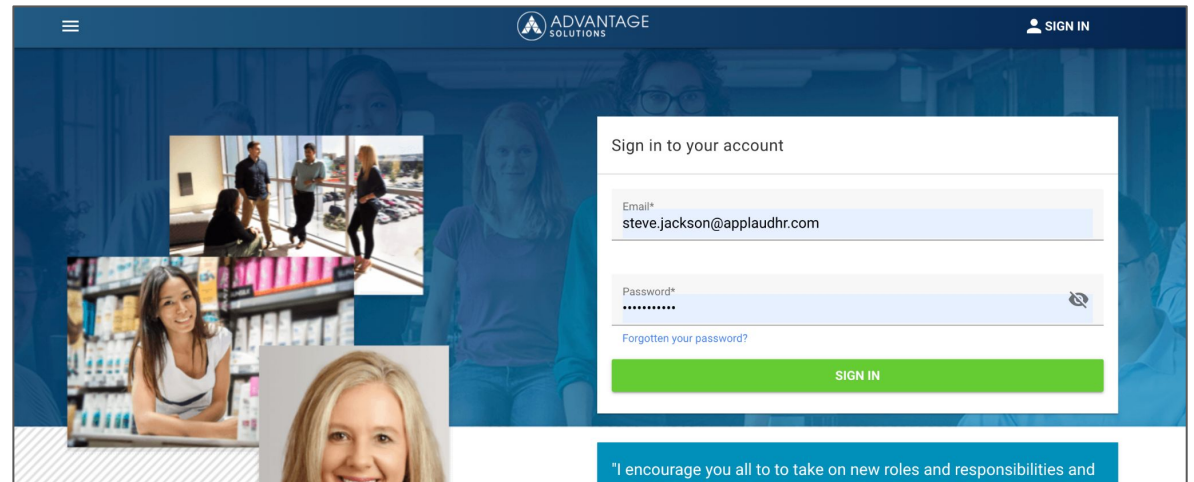 ADVANTAGE
SOLUTIONS
SIGN IN
Sign in to your account
Email*
steve.jackson@applaudhr.com
Password*
•••••••••••
Forgotten your password?
SIGN IN
"I encourage you all to to take on new roles and responsibilities and